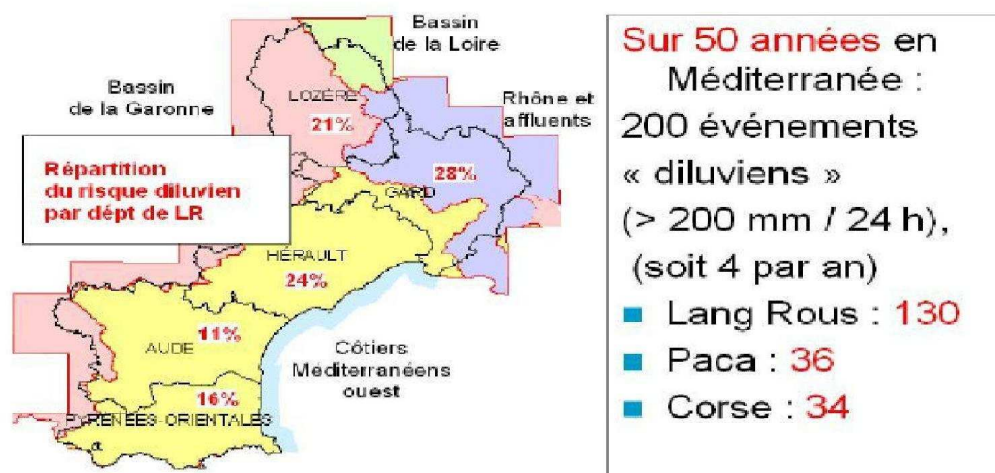 Bassin
de la Loire
Bassin
de la Garonne
LOZÈRE
21%
Rhône et
affluents
Répartition
du risque diluvien
par dépt de LR
28%
GARD
HÉRAULT
24%
11%
AUDE
Côtiers
Méditerranéens
ouest
16%
PYRENÉES-ORIENTALES
Sur 50 années en
Méditerranée :
200 événements
« diluviens »
(> 200 mm / 24 h),
(soit 4 par an)
Lang Rous : 130
Paca : 36
Corse : 34